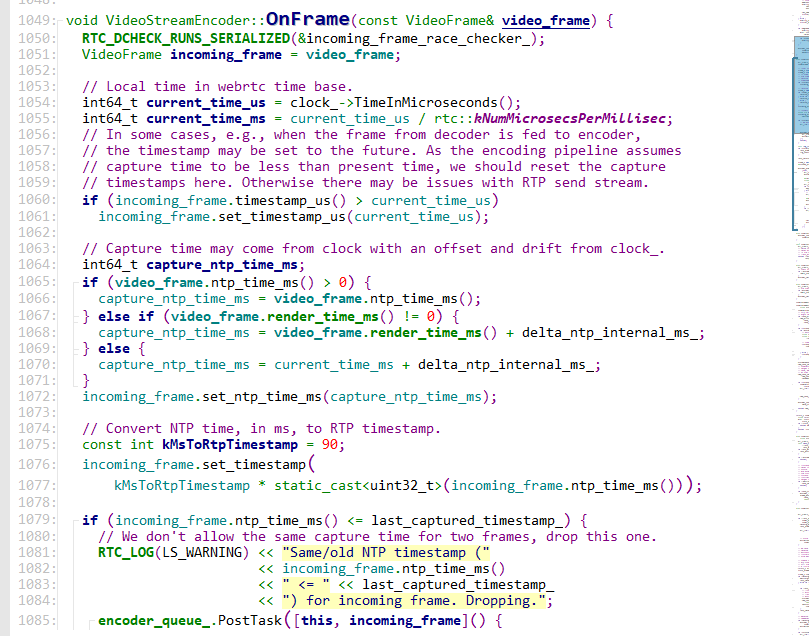 1049: void VideoStreamEncoder::OnFrame(const VideoFrame& video_frame) {
1050: RTC_DCHECK_RUNS_SERIALIZED(&incoming_frame_race_checker_);
1051: VideoFrame incoming_frame = video_frame;
1052:
1053: // Local time in webrtc time base.
1054: int64_t current_time_us = clock_->TimeInMicroseconds();
1055: int64_t current_time_ms = current_time_us / rtc::kNumMicrosecsPerMillisec;
1056: // In some cases, e.g., when the frame from decoder is fed to encoder,
1057: // the timestamp may be set to the future. As the encoding pipeline assumes
1058: // capture time to be less than present time, we should reset the capture
1059: // timestamps here. Otherwise there may be issues with RTP send stream.
1060: if (incoming_frame.timestamp_us() > current_time_us)
1061: incoming_frame.set_timestamp_us(current_time_us);
1062:
1063: // Capture time may come from clock with an offset and drift from clock_.
1064: int64_t capture_ntp_time_ms;
1065: if (video_frame.ntp_time_ms() > 0) {
1066: capture_ntp_time_ms = video_frame.ntp_time_ms();
1067: } else if (video_frame.render_time_ms() != 0) {
1068: capture_ntp_time_ms = video_frame.render_time_ms() + delta_ntp_internal_ms_;
1069: } else {
1070: capture_ntp_time_ms = current_time_ms + delta_ntp_internal_ms_;
1071: }
1072: incoming_frame.set_ntp_time_ms(capture_ntp_time_ms);
1073:
1074: // Convert NTP time, in ms, to RTP timestamp.
1075: const int kMsToRtpTimestamp = 90;
1076: incoming_frame.set_timestamp(
1077: kMsToRtpTimestamp * static_cast<uint32_t>(incoming_frame.ntp_time_ms()));
1078:
1079: if (incoming_frame.ntp_time_ms() <= last_captured_timestamp_) {
1080: // We don't allow the same capture time for two frames, drop this one.
1081: RTC_LOG(LS_WARNING) << "Same/old NTP timestamp ("
1082: << incoming_frame.ntp_time_ms()
1083: << " <= " << last_captured_timestamp_
1084: << ") for incoming frame. Dropping.";
1085: encoder_queue_.PostTask([this, incoming_frame]() {